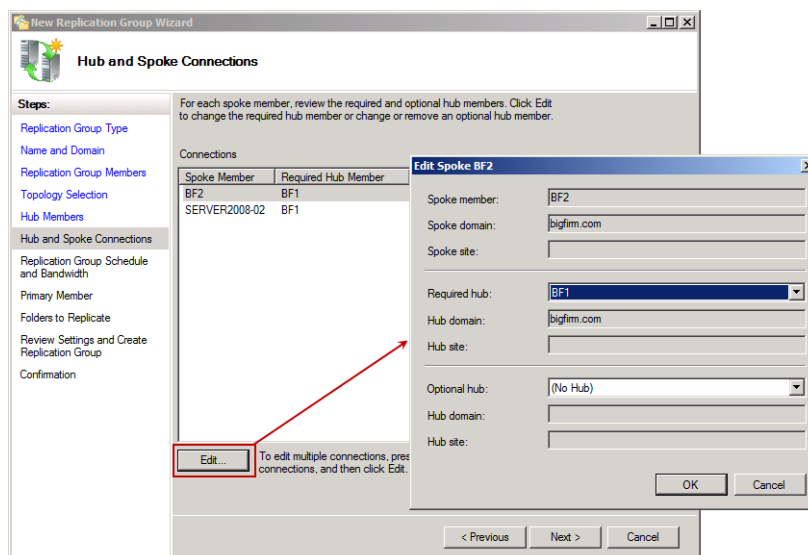 New Replication Group Wizard
Hub and Spoke Connections
Steps:
Replication Group Type
Name and Domain
Replication Group Members
Topology Selection
Hub Members
Hub and Spoke Connections
Replication Group Schedule
and Bandwidth
Primary Member
Folders to Replicate
Review Settings and Create
Replication Group
Confirmation
For each spoke member, review the required and optional hub members. Click Edit
to change the required hub member or change or remove an optional hub member.
Connections
Spoke Member Required Hub Member
BF2 BF1
SERVER2008-02 BF1
Edit...
To edit multiple connections,
connections, and then click Edit.
< Previous Next > Cancel
Edit Spoke BF2
Spoke member: BF2
Spoke domain: bigfirm.com
Spoke site:
Required hub: BF1
Hub domain: bigfirm.com
Hub site:
Optional hub: (No Hub)
Hub domain:
Hub site:
OK Cancel